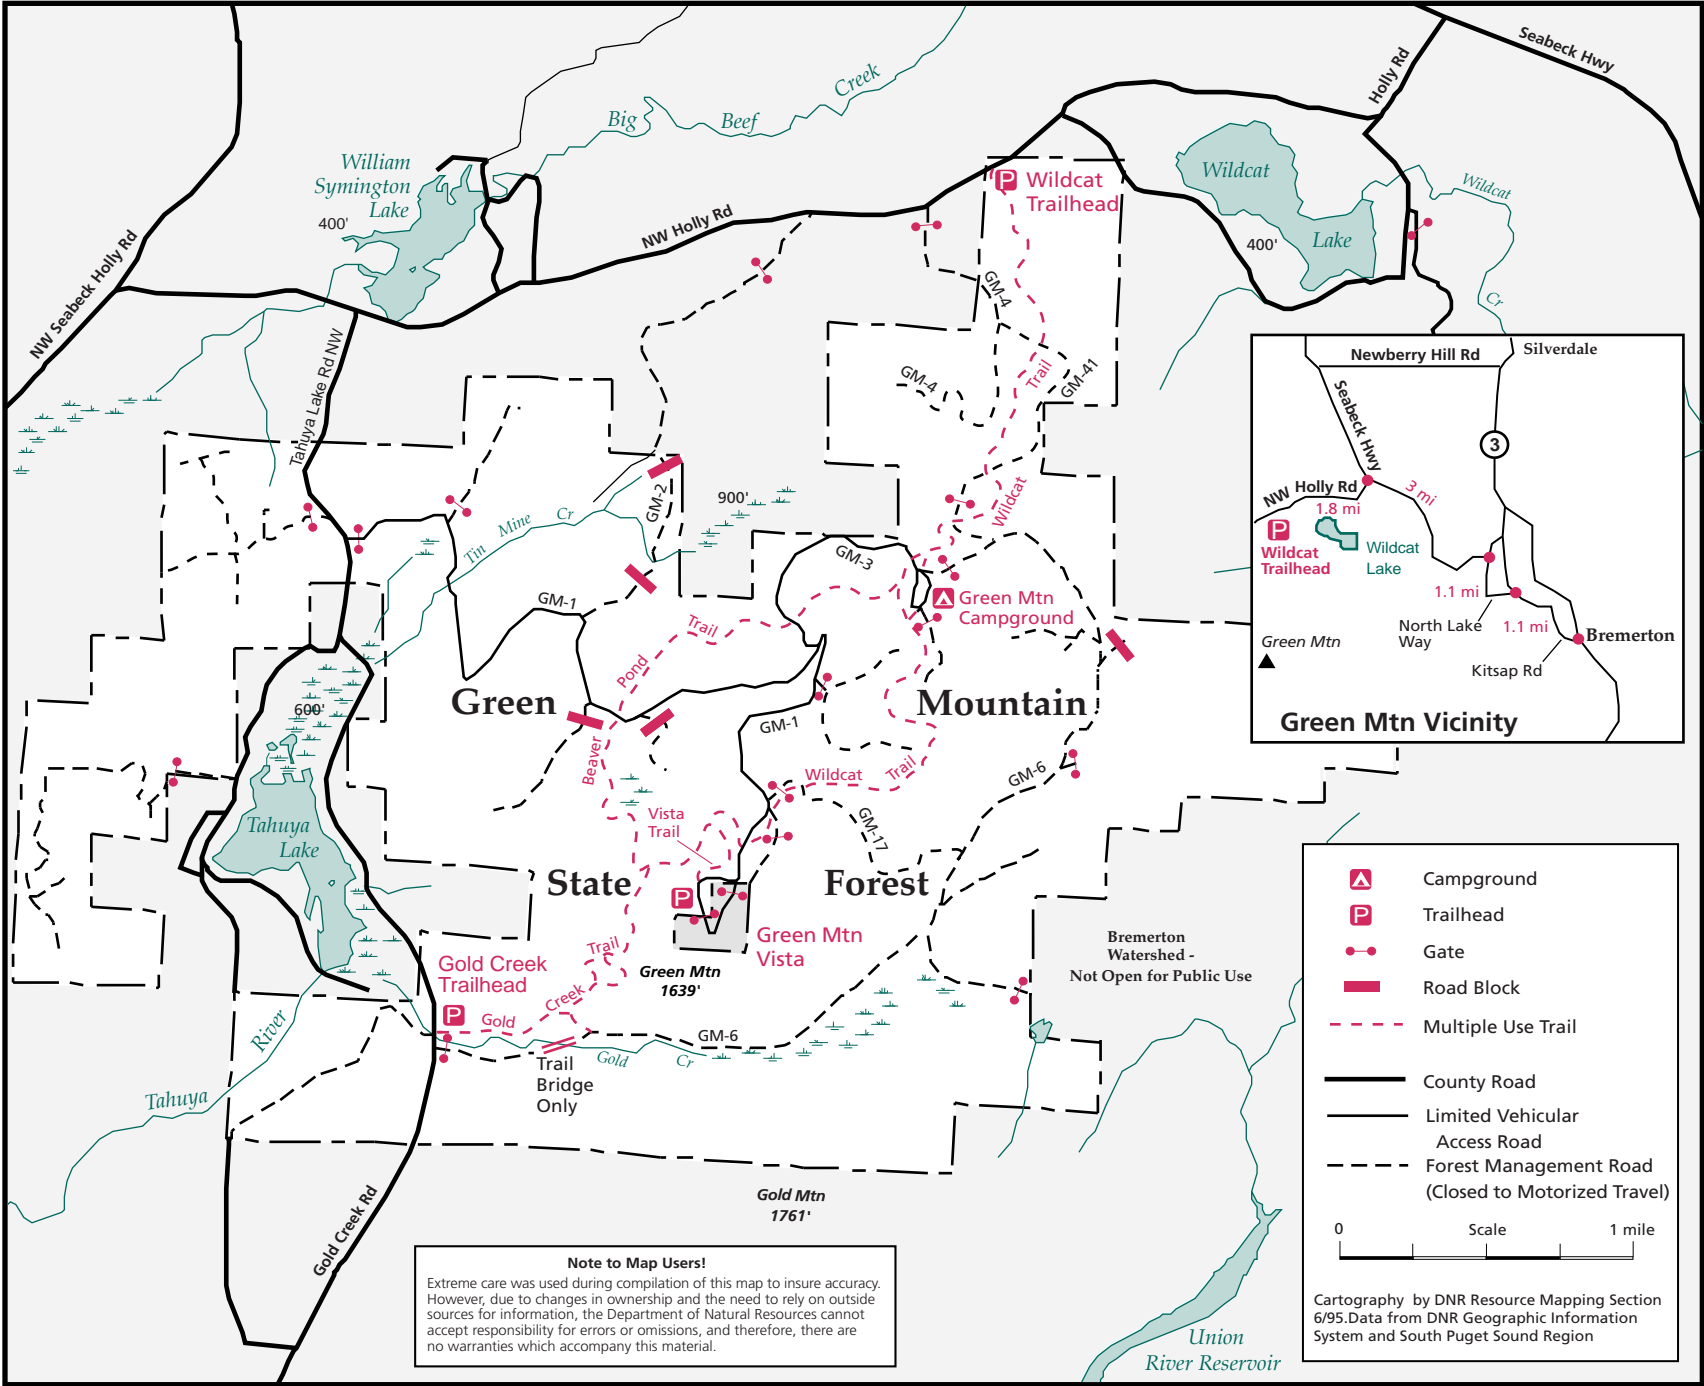 Seabeck Hwy
Holly Rd
Big
Beef
Creek
William
Symington
Lake
400'
NW Seabeck Holly Rd
NW Holly Rd
Wildcat
Trailhead
Wildcat
Lake
400'
Wildcat
Cr
Tahuya Lake Rd NW
GM-4
GM-4
GM-41
Trail
Wildcat
GM-2
900'
Tin
Mine
Cr
GM-3
GM-1
Green Mtn
Campground
Trail
Pond
Beaver
Green
Mountain
600'
GM-1
Wildcat
Trail
GM-6
GM-17
Vista
Trail
Tahuya
Lake
State
Forest
Green Mtn
Vista
Green Mtn
1639'
Trail
Creek
Gold
Gold Creek
Trailhead
P
P
P
GM-6
Gold
Cr
Trail
Bridge
Only
River
Tahuya
Gold Creek Rd
Gold Mtn
1761'
Bremerton
Watershed -
Not Open for Public Use
Union
River Reservoir
Newberry Hill Rd
Silverdale
Seabeck Hwy
3
NW Holly Rd
3 mi
1.8 mi
P
Wildcat
Trailhead
Wildcat
Lake
1.1 mi
North Lake
Way
1.1 mi
Bremerton
Kitsap Rd
Green Mtn
Green Mtn Vicinity
Campground
P
Trailhead
Gate
Road Block
Multiple Use Trail
County Road
Limited Vehicular
Access Road
Forest Management Road
(Closed to Motorized Travel)
0
Scale
1 mile
Cartography by DNR Resource Mapping Section
6/95.Data from DNR Geographic Information
System and South Puget Sound Region
Note to Map Users!
Extreme care was used during compilation of this map to insure accuracy.
However, due to changes in ownership and the need to rely on outside
sources for information, the Department of Natural Resources cannot
accept responsibility for errors or omissions, and therefore, there are
no warranties which accompany this material.